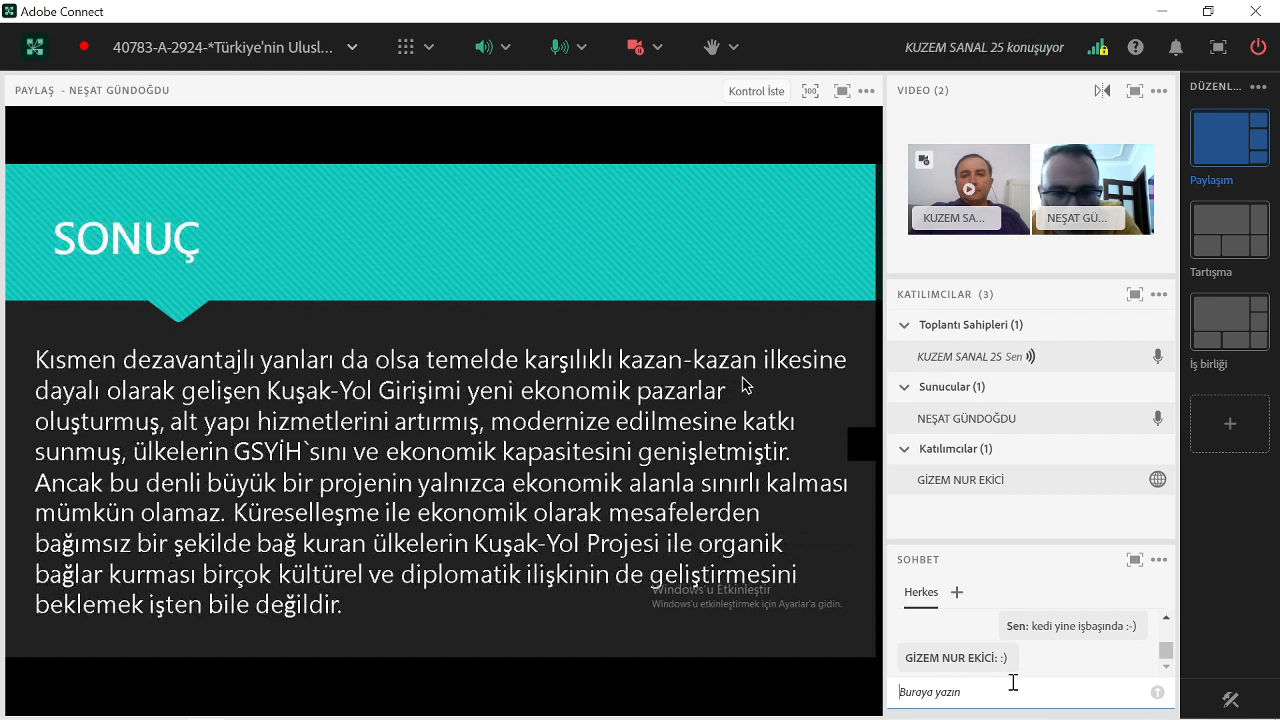 Adobe Connect
40783-A-2924-*Türkiye'nin Ulusl...
KUZEM SANAL 25 konuşuyor
PAYLAŞ - NEŞAT GÜNDOĞDU
Kontrol İste
100
SONUÇ
Kısmen dezavantajlı yanları da olsa temelde karşılıklı kazan-kazan ilkesine
dayalı olarak gelişen Kuşak-Yol Girişimi yeni ekonomik pazarlar
oluşturmuş, alt yapı hizmetlerini artırmış, modernize edilmesine katkı
sunmuş, ülkelerin GSYİH`sını ve ekonomik kapasitesini genişletmiştir.
Ancak bu denli büyük bir projenin yalnızca ekonomik alanla sınırlı kalması
mümkün olamaz. Küreselleşme ile ekonomik olarak mesafelerden
bağımsız bir şekilde bağ kuran ülkelerin Kuşak-Yol Projesi ile organik
bağlar kurması birçok kültürel ve diplomatik ilişkinin de geliştirmesini
beklemek işten bile değildir.
Windows'u Etkinleştir
Windows'u etkinleştirmek için Ayarlar'a gidin.
VIDEO (2)
KUZEM SA...
NEŞAT GÜ...
KATILIMCILAR (3)
Toplantı Sahipleri (1)
KUZEM SANAL 25 Sen
Sunucular (1)
NEŞAT GÜNDOĞDU
Katılımcılar (1)
GİZEM NUR EKİCİ
SOHBET
Herkes
Sen: kedi yine işbaşında :-)
GİZEM NUR EKİCİ: :)
Buraya yazın
DÜZENL...
Paylaşım
Tartışma
İş birliği